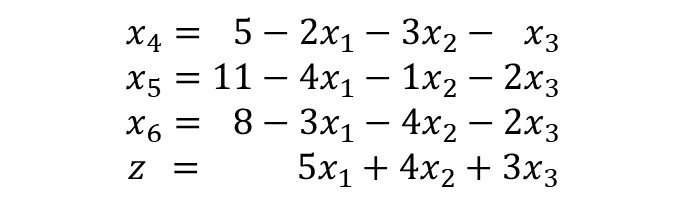 x₄ = 5 − 2x₁ − 3x₂ − x₃
x₅ = 11 − 4x₁ − 1x₂ − 2x₃
x₆ = 8 − 3x₁ − 4x₂ − 2x₃
z = 5x₁ + 4x₂ + 3x₃